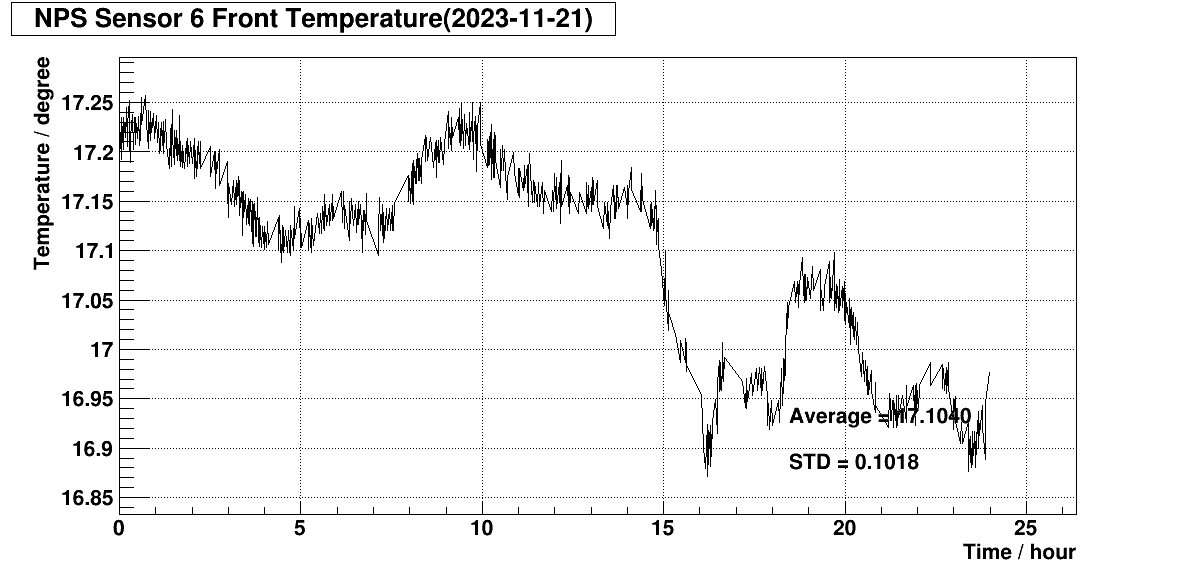 NPS Sensor 6 Front Temperature(2023-11-21)
Temperature / degree
17.25
17.2
17.15
17.1
17.05
17
16.95
16.9
16.85
Average = 17.1040
STD = 0.1018
0 5 10 15 20 25
Time / hour